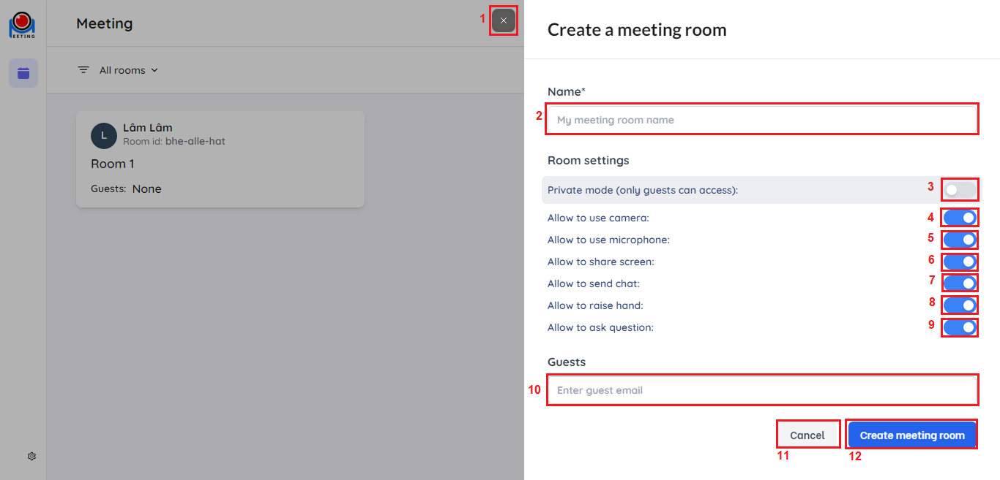 EETING
Meeting
1
All rooms
L
Lâm Lâm
Room id: bhe-alle-hat
Room 1
Guests: None
Create a meeting room
Name*
2
My meeting room name
Room settings
Private mode (only guests can access):
3
Allow to use camera:
4
Allow to use microphone:
5
Allow to share screen:
6
Allow to send chat:
7
Allow to raise hand:
8
Allow to ask question:
9
Guests
10
Enter guest email
Cancel
Create meeting room
11
12